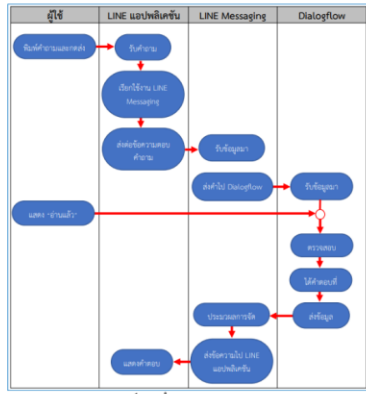 ผู้ใช้ LINE แอปพลิเคชัน LINE Messaging Dialogflow
พิมพ์คำถามและกดส่ง รับคำถาม
เรียกใช้งาน LINE
Messaging
ส่งต่อข้อความตอบ
คำถาม
รับข้อมูลมา
ส่งคำไป Dialogflow รับข้อมูลมา
แสดง "อ่านแล้ว"
ตรวจสอบ
ได้คำตอบที่
ประมวลผลการจัด ส่งข้อมูล
ส่งข้อความไป LINE
แอปพลิเคชัน
แสดงคำตอบ